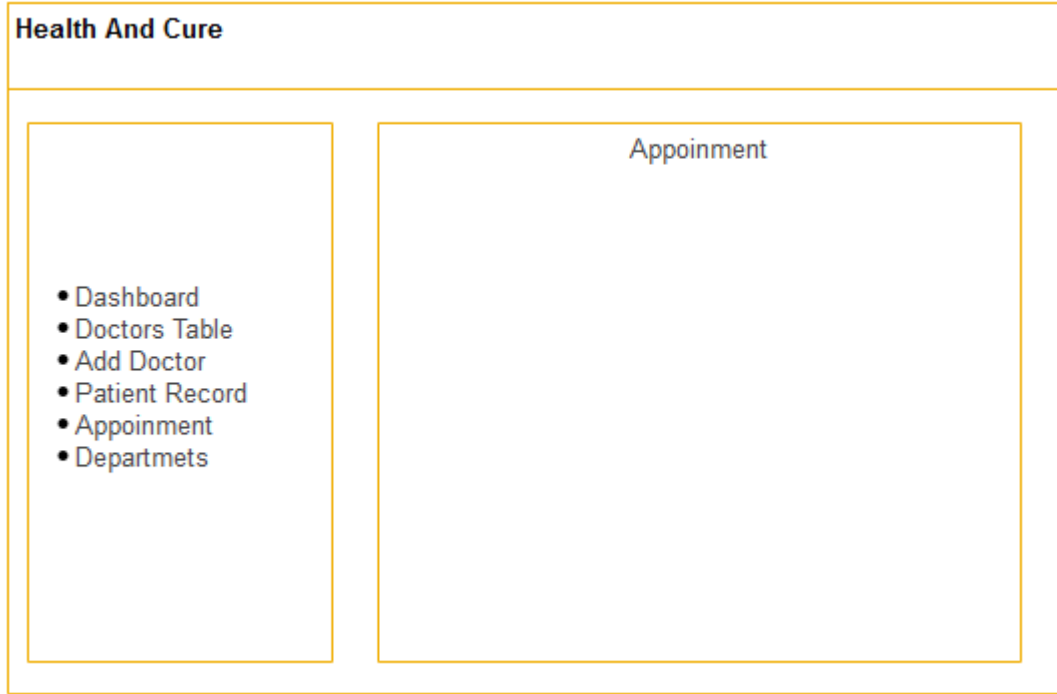 Health And Cure
Appoinment
Dashboard
Doctors Table
Add Doctor
Patient Record
Appoinment
Departmets